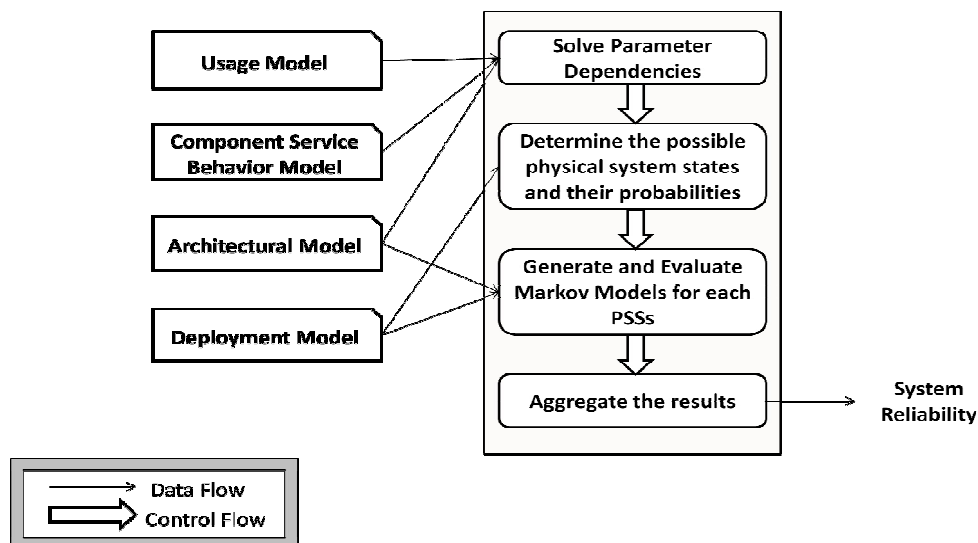 Usage Model
Component Service
Behavior Model
Architectural Model
Deployment Model
Solve Parameter
Dependencies
Determine the possible
physical system states
and their probabilities
Generate and Evaluate
Markov Models for each
PSSs
Aggregate the results
System
Reliability
Data Flow
Control Flow